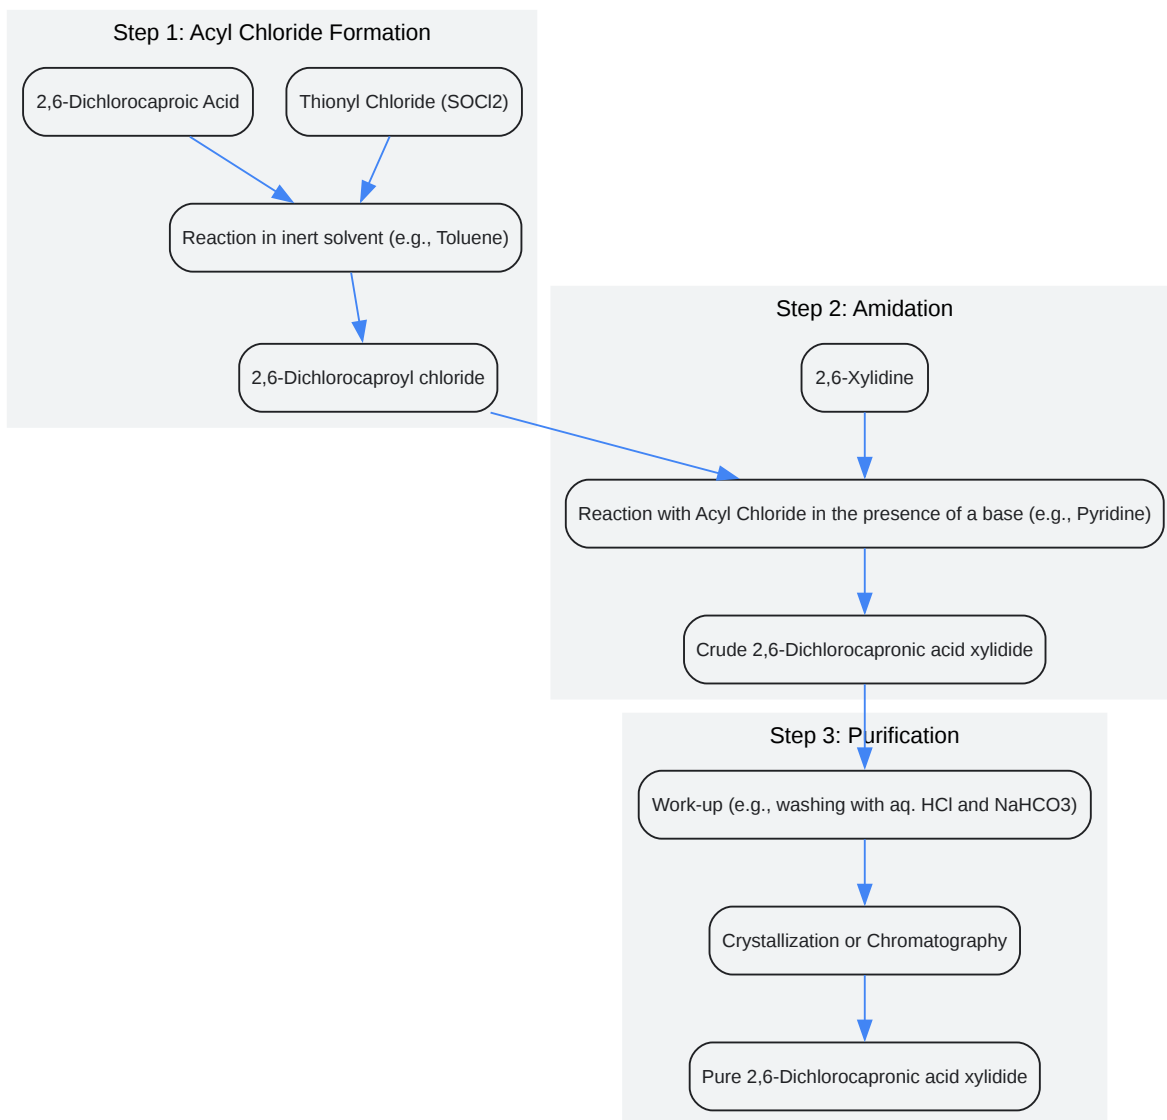 Step 1: Acyl Chloride Formation
2,6-Dichlorocaproic Acid
Thionyl Chloride (SOCl2)
Reaction in inert solvent (e.g., Toluene)
2,6-Dichlorocaproyl chloride
Step 2: Amidation
2,6-Xylidine
Reaction with Acyl Chloride in the presence of a base (e.g., Pyridine)
Crude 2,6-Dichlorocapronic acid xylidide
Step 3: Purification
Work-up (e.g., washing with aq. HCl and NaHCO3)
Crystallization or Chromatography
Pure 2,6-Dichlorocapronic acid xylidide